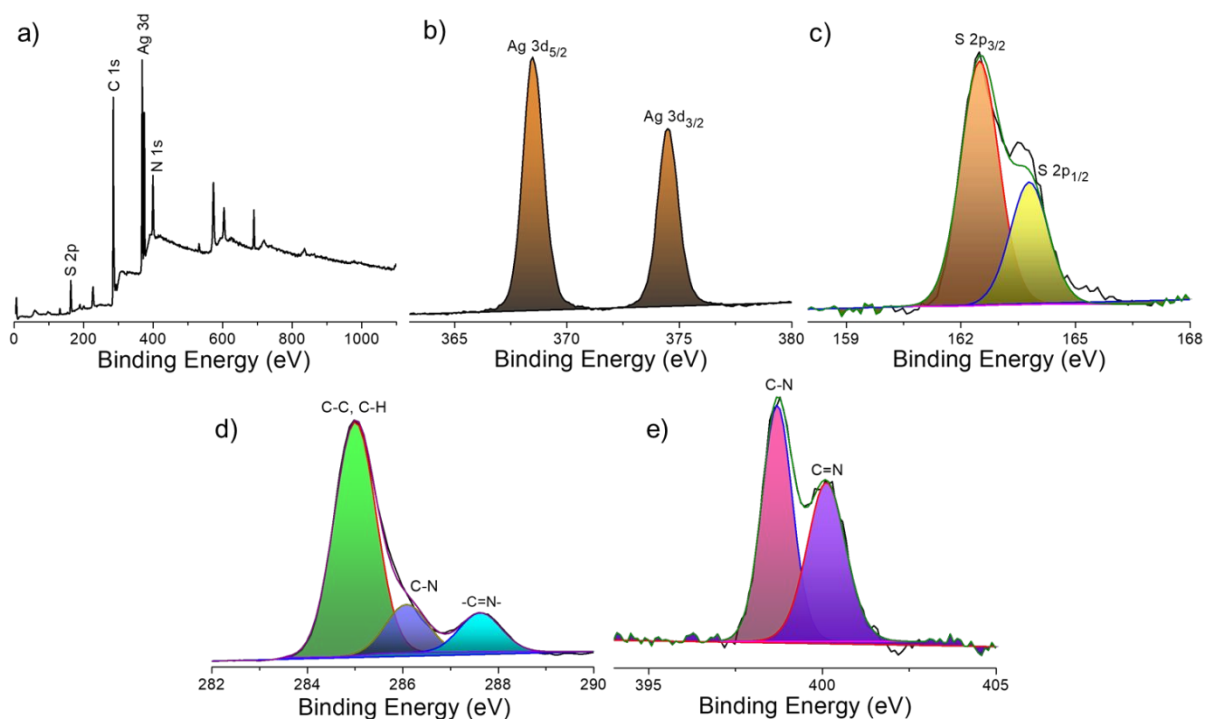 a)
S 2p
C 1s
Ag 3d
N 1s
0 200 400 600 800 1000
Binding Energy (eV)
b)
Ag 3d5/2
Ag 3d3/2
365 370 375 380
Binding Energy (eV)
c)
S 2p3/2
S 2p1/2
159 162 165 168
Binding Energy (eV)
d)
C-C, C-H
C-N
-C=N-
282 284 286 288 290
Binding Energy (eV)
e)
C-N
C=N
395 400 405
Binding Energy (eV)